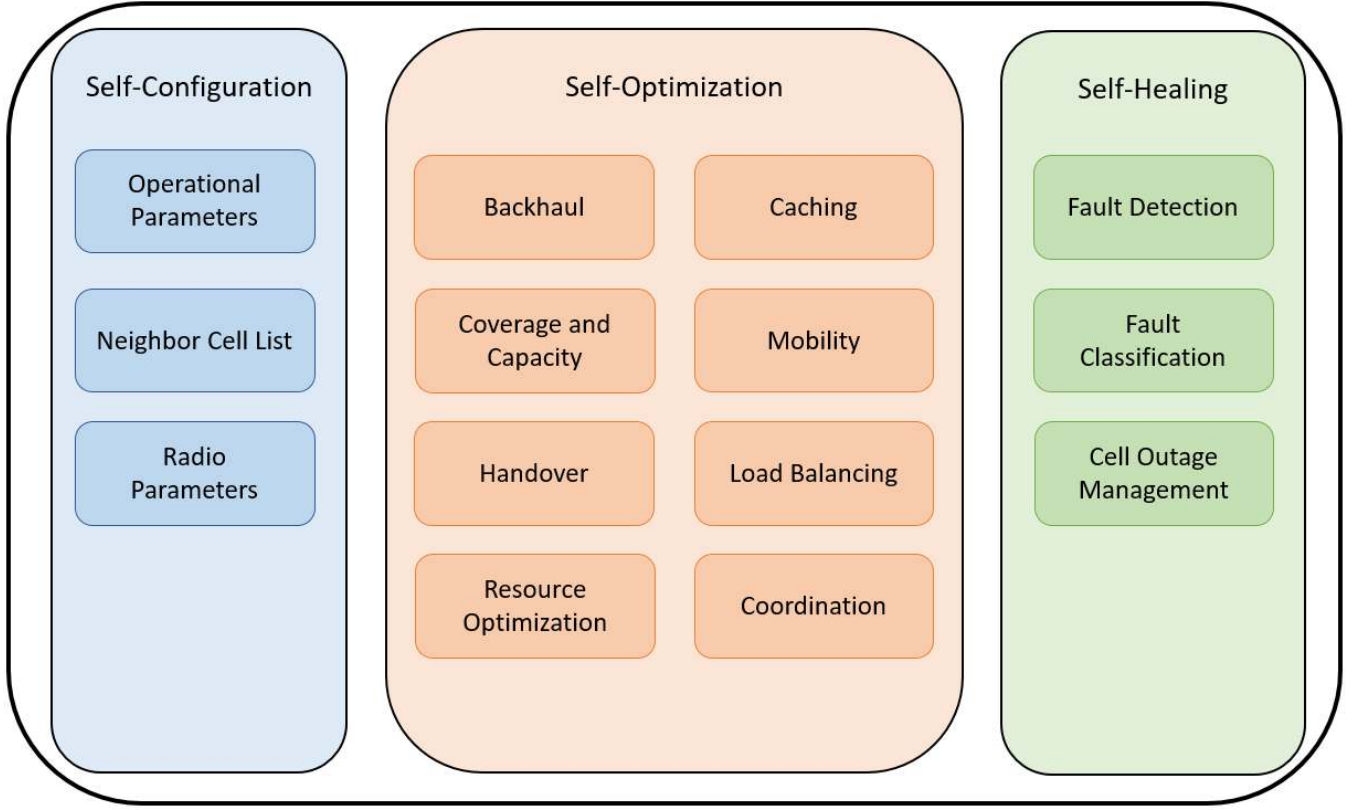 Self-Configuration
Operational
Parameters
Neighbor Cell List
Radio
Parameters
Self-Optimization
Backhaul
Caching
Coverage and
Capacity
Mobility
Handover
Load Balancing
Resource
Optimization
Coordination
Self-Healing
Fault Detection
Fault
Classification
Cell Outage
Management